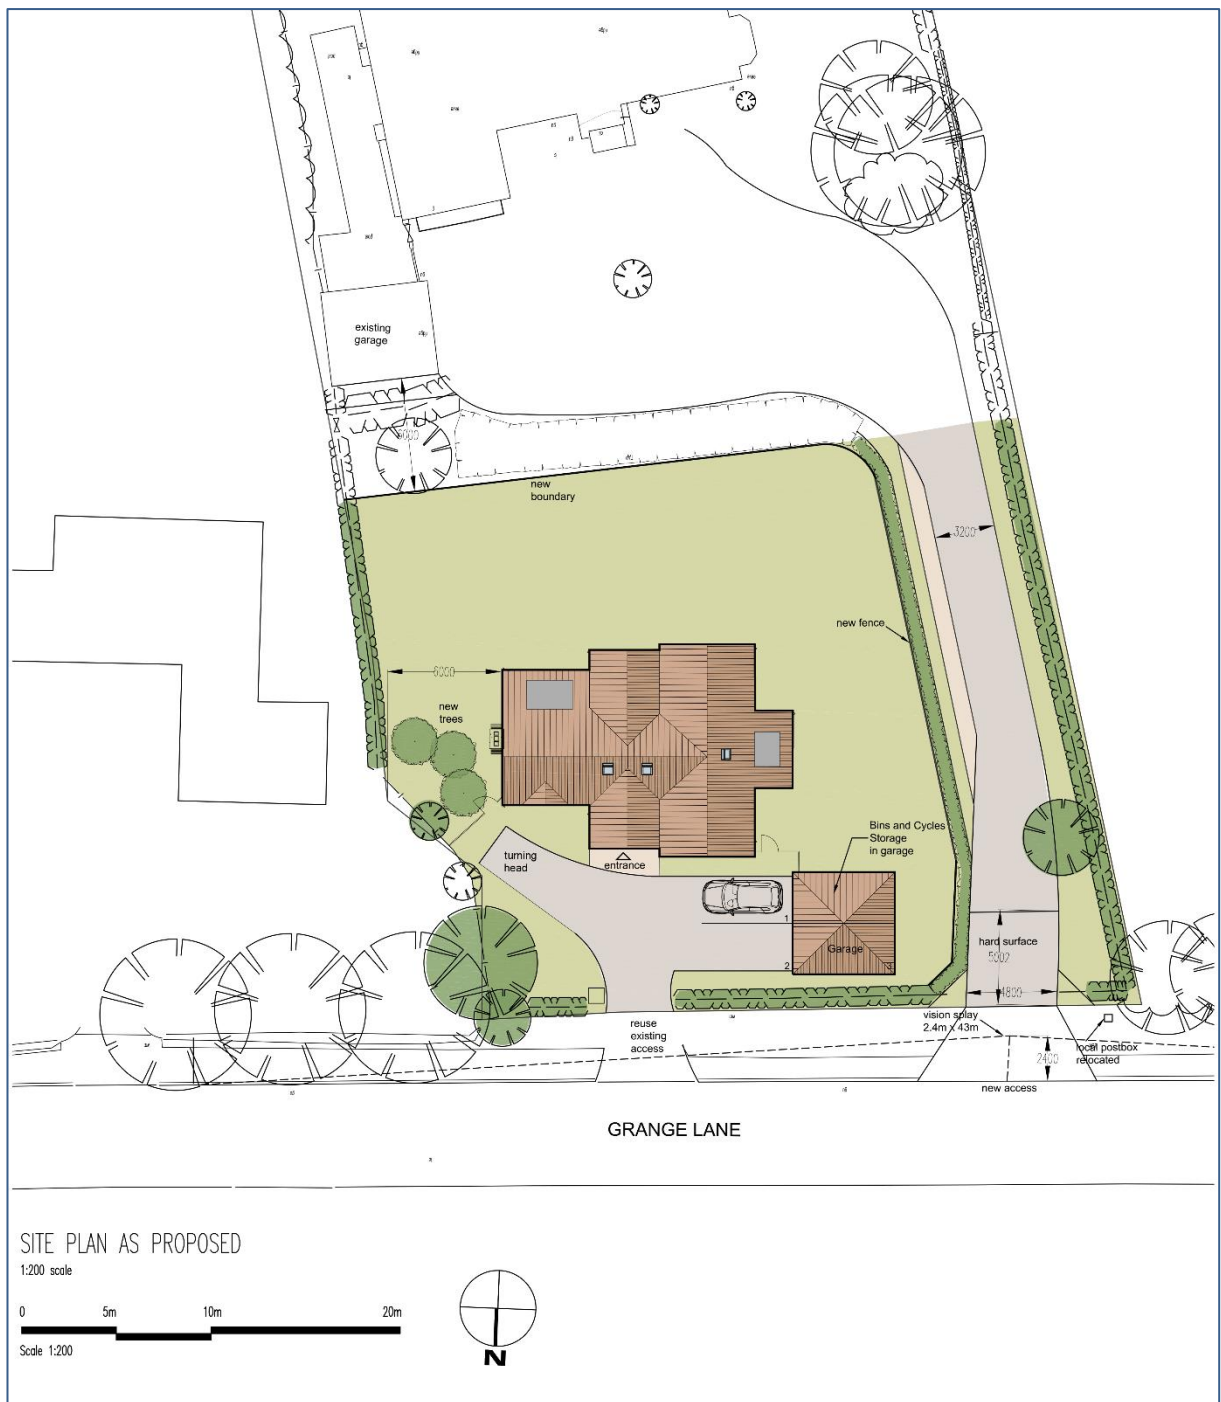 existing
garage
6000
new
boundary
3200
new fence
6000
new
trees
Bins and Cycles
Storage
in garage
turning
head
entrance
1
Garage
2
hard surface
4800
reuse
existing
access
vision splay
2.4m x 43m
local postbox
relocated
2400
new access
GRANGE LANE
SITE PLAN AS PROPOSED
1:200 scale
0 5m 10m 20m
Scale 1:200
N